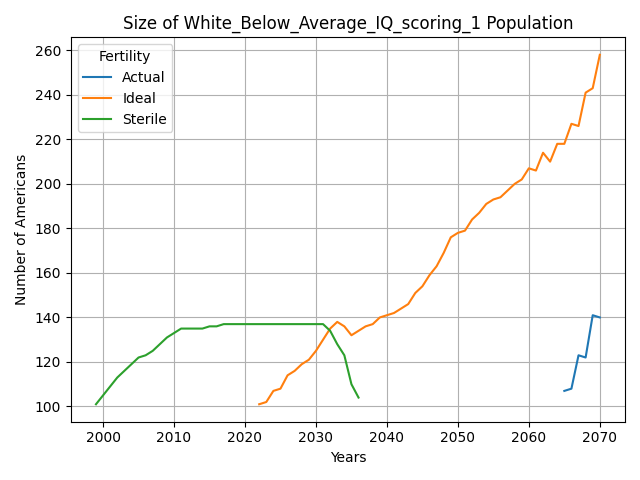 Size of White_Below_Average_IQ_scoring_1 Population
Fertility
Actual
Ideal
Sterile
Number of Americans
260
240
220
200
180
160
140
120
100
2000 2010 2020 2030 2040 2050 2060 2070
Years